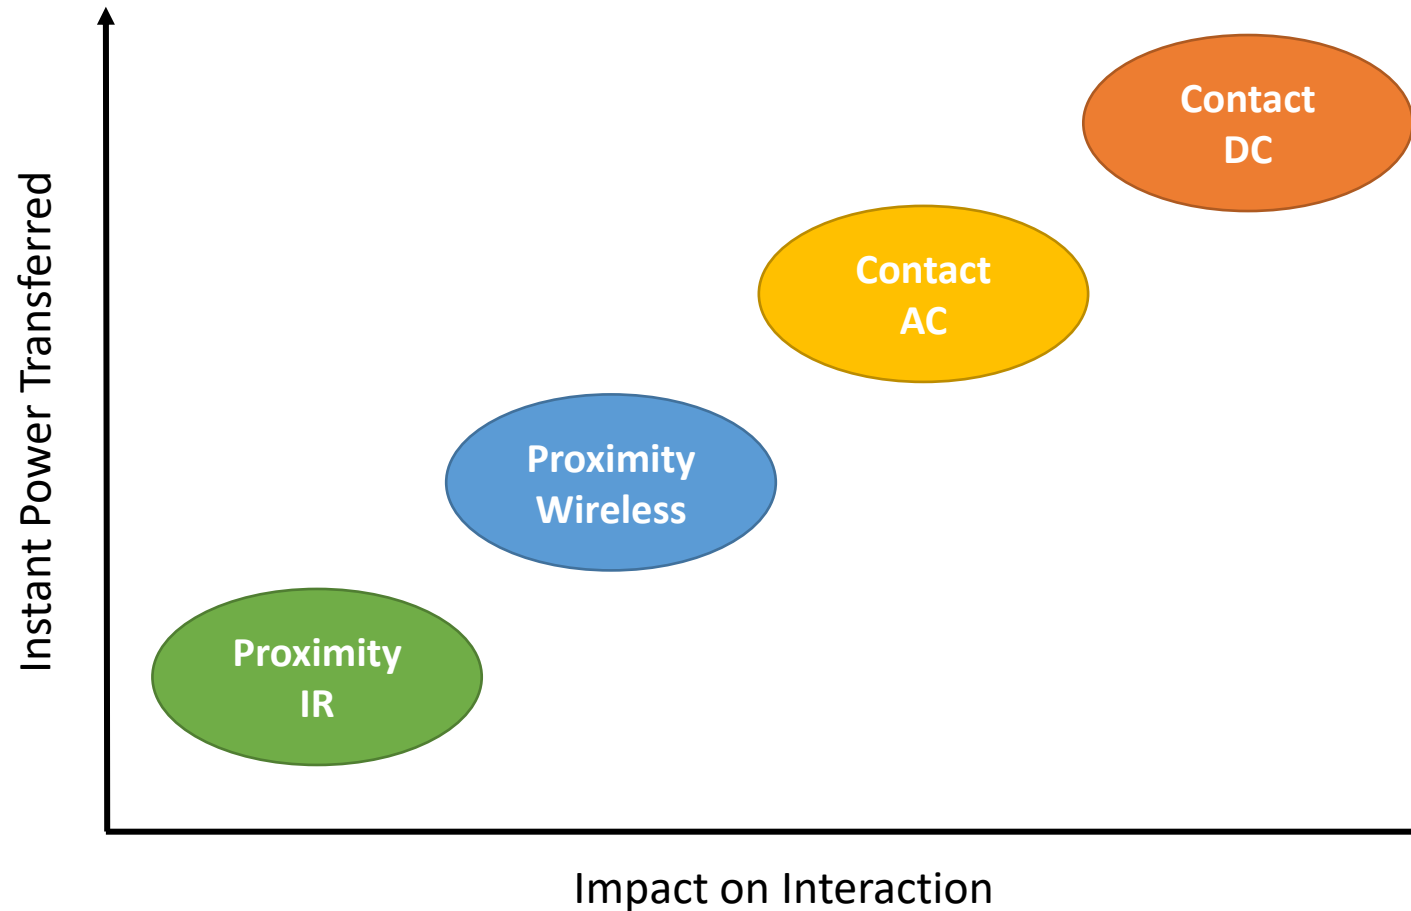 Instant Power Transferred
Contact
DC
Contact
AC
Proximity
Wireless
Proximity
IR
Impact on Interaction